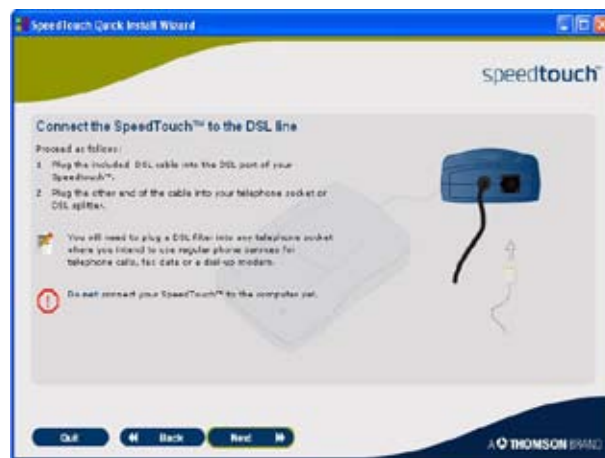 SpeedTouch Quick Install Wizard
speedtouch™
Connect the SpeedTouch™ to the DSL line
Proceed as follows:
1 Plug the included DSL cable into the DSL port of your
SpeedTouch™.
2 Plug the other end of the cable into your telephone socket or
DSL splitter.
You will need to plug a DSL filter into any telephone socket
where you intend to use regular phone services for
telephone calls, fax data or a dial-up modem.
Do not connect your SpeedTouch™ to the computer yet.
Quit
Back
Next
A THOMSON BRAND